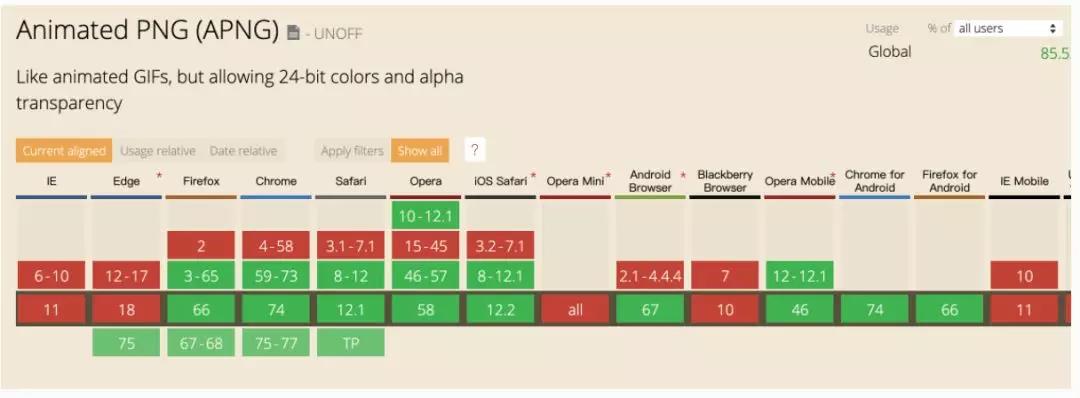 Animated PNG (APNG) - UNOFF
Usage % of all users
Global 85.5
Like animated GIFs, but allowing 24-bit colors and alpha
transparency
Current aligned Usage relative Date relative Apply filters Show all ?
IE Edge * Firefox Chrome Safari Opera iOS Safari * Opera Mini * Android Browser * Blackberry Browser Opera Mobile * Chrome for Android Firefox for Android IE Mobile
10-12.1
2 4-58 3.1-7.1 15-45 3.2-7.1
6-10 12-17 3-65 59-73 8-12 46-57 8-12.1 2.1-4.4.4 7 12-12.1 10
11 18 66 74 12.1 58 12.2 all 67 10 46 74 66 11
75 67-68 75-77 TP